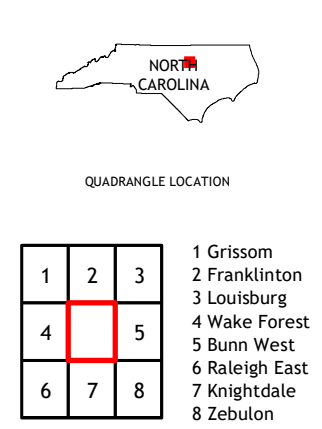 NORTH
CAROLINA
QUADRANGLE LOCATION
1 2 3
4 5
6 7 8
1 Grissom
2 Franklinton
3 Louisburg
4 Wake Forest
5 Bunn West
6 Raleigh East
7 Knightdale
8 Zebulon